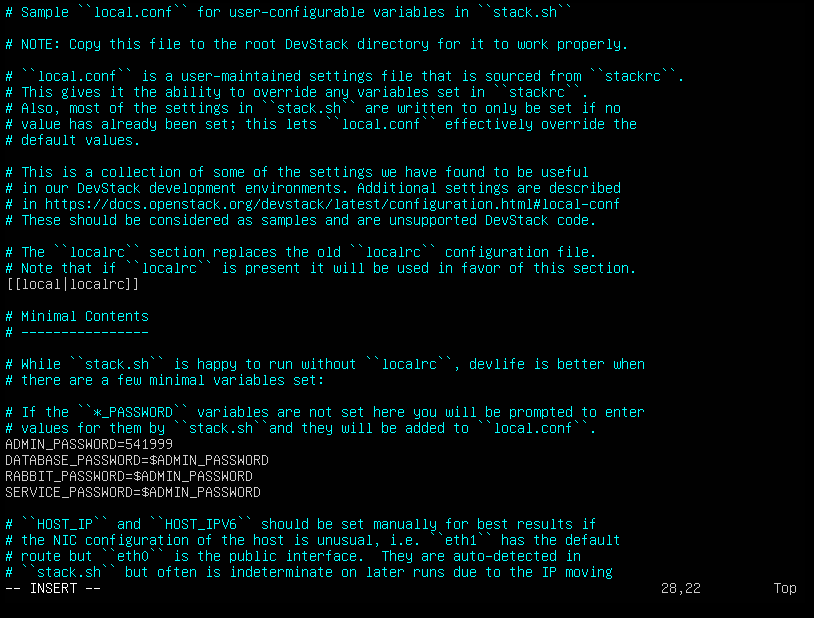 # Sample ``local.conf`` for user-configurable variables in ``stack.sh``
# NOTE: Copy this file to the root DevStack directory for it to work properly.
# ``local.conf`` is a user-maintained settings file that is sourced from ``stackrc``.
# This gives it the ability to override any variables set in ``stackrc``.
# Also, most of the settings in ``stack.sh`` are written to only be set if no
# value has already been set; this lets ``local.conf`` effectively override the
# default values.
# This is a collection of some of the settings we have found to be useful
# in our DevStack development environments. Additional settings are described
# in https://docs.openstack.org/devstack/latest/configuration.html#local-conf
# These should be considered as samples and are unsupported DevStack code.
# The ``localrc`` section replaces the old ``localrc`` configuration file.
# Note that if ``localrc`` is present it will be used in favor of this section.
[[local|localrc]]
# Minimal Contents
# ----------------
# While ``stack.sh`` is happy to run without ``localrc``, devlife is better when
# there are a few minimal variables set:
# If the ``*_PASSWORD`` variables are not set here you will be prompted to enter
# values for them by ``stack.sh``and they will be added to ``local.conf``.
ADMIN_PASSWORD=541999
DATABASE_PASSWORD=$ADMIN_PASSWORD
RABBIT_PASSWORD=$ADMIN_PASSWORD
SERVICE_PASSWORD=$ADMIN_PASSWORD
# ``HOST_IP`` and ``HOST_IPV6`` should be set manually for best results if
# the NIC configuration of the host is unusual, i.e. ``eth1`` has the default
# route but ``eth0`` is the public interface.  They are auto-detected in
# ``stack.sh`` but often is indeterminate on later runs due to the IP moving
-- INSERT -- 28,22 Top